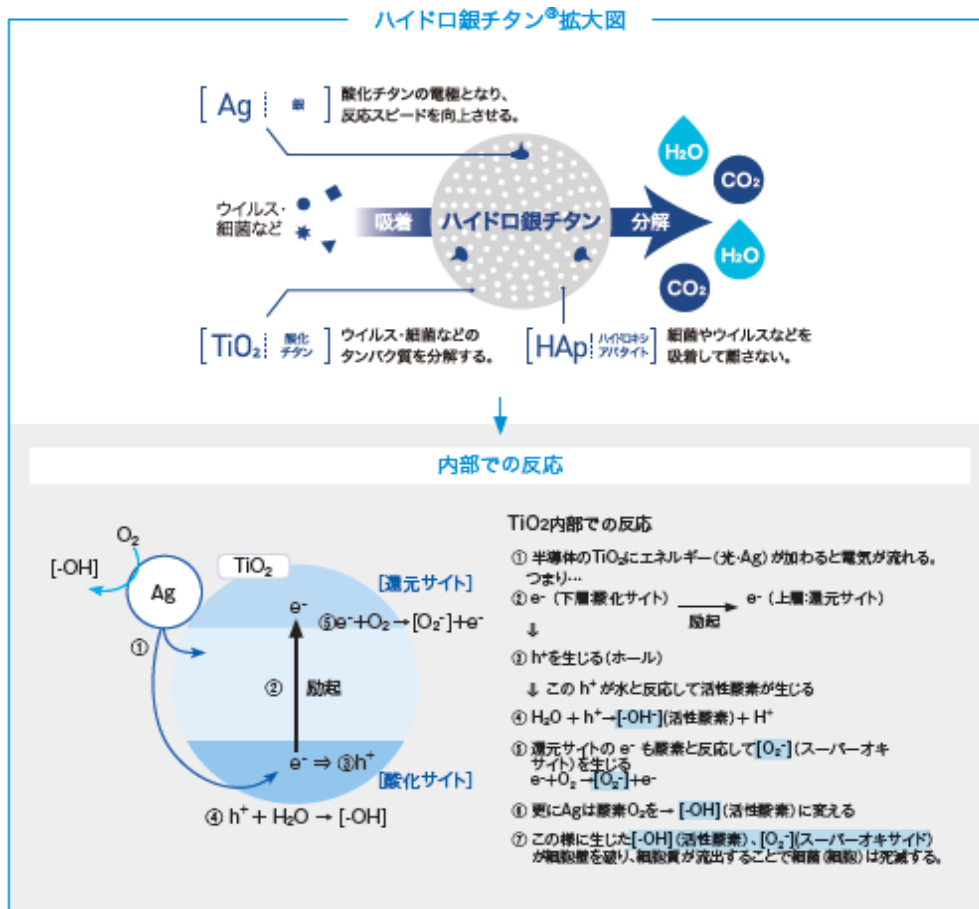 ハイドロ銀チタン®拡大図
[ Ag 銀 ] 酸化チタンの電極となり、
反応スピードを向上させる。
ウイルス・
細菌など
吸着
ハイドロ銀チタン
分解
H₂O
CO₂
H₂O
CO₂
[ TiO₂ 酸化
チタン ] ウイルス・細菌などの
タンパク質を分解する。
[ HAp ハイドロキシ
アパタイト ] 細菌やウイルスなどを
吸着して離さない。
内部での反応
O₂
[-OH]
Ag
TiO₂
[還元サイト]
e⁻
⑤e⁻+O₂→[O₂⁻]+e⁻
①
② 励起
e⁻ ⇒ ③h⁺
[酸化サイト]
④ h⁺ + H₂O → [-OH]
TiO₂内部での反応
① 半導体のTiO₂にエネルギー(光・Ag)が加わると電気が流れる。
つまり…
② e⁻ (下層:酸化サイト) → e⁻ (上層:還元サイト)
励起
⇓
③ h⁺を生じる(ホール)
⇓ この h⁺ が水と反応して活性酸素が生じる
④ H₂O + h⁺→[-OH⁻](活性酸素) + H⁺
⑤ 還元サイトの e⁻ も酸素と反応して[O₂⁻](スーパーオキ
サイト)を生じる
e⁻+O₂→[O₂⁻]+e⁻
⑥ 更にAgは酸素O₂を→ [-OH](活性酸素)に変える
⑦ この様に生じた[-OH](活性酸素)、[O₂⁻](スーパーオキサイド)
が細胞壁を破り、細胞質が流出することで細菌(細胞)は死滅する。